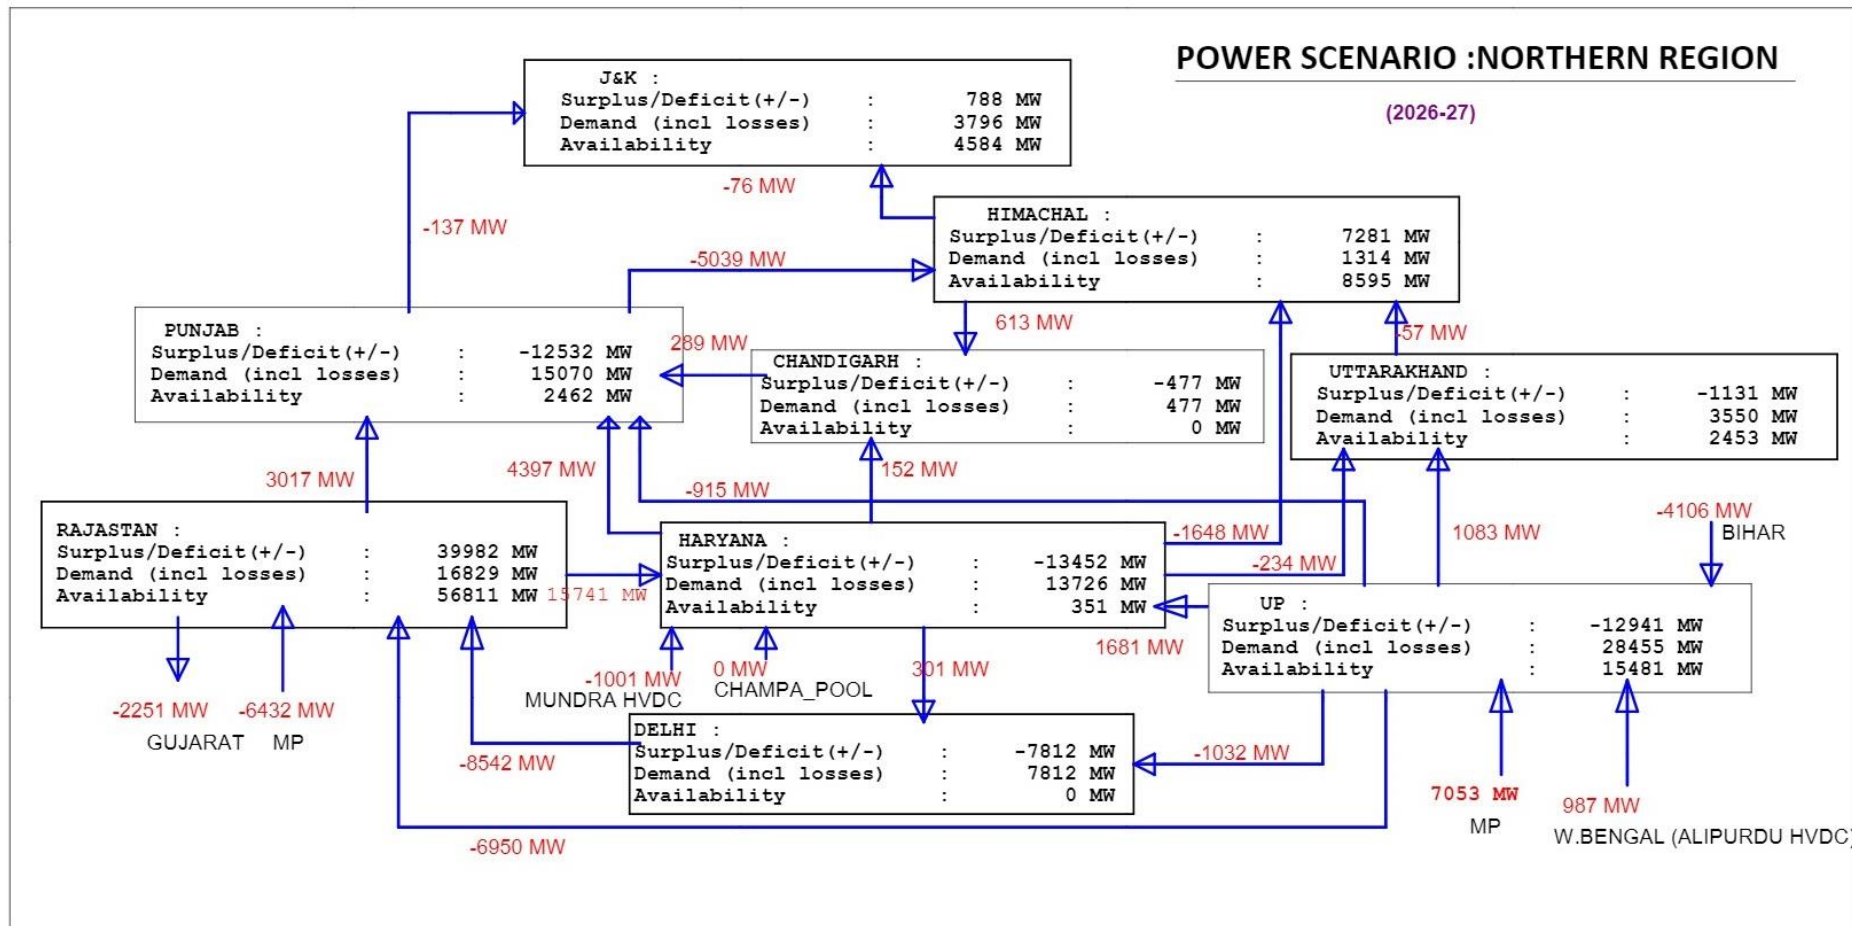 POWER SCENARIO :NORTHERN REGION
(2026-27)
J&K :
Surplus/Deficit(+/-) : 788 MW
Demand (incl losses) : 3796 MW
Availability : 4584 MW
-76 MW
-137 MW
HIMACHAL :
Surplus/Deficit(+/-) : 7281 MW
Demand (incl losses) : 1314 MW
Availability : 8595 MW
-5039 MW
613 MW
-57 MW
PUNJAB :
Surplus/Deficit(+/-) : -12532 MW
Demand (incl losses) : 15070 MW
Availability : 2462 MW
289 MW
CHANDIGARH :
Surplus/Deficit(+/-) : -477 MW
Demand (incl losses) : 477 MW
Availability : 0 MW
UTTARAKHAND :
Surplus/Deficit(+/-) : -1131 MW
Demand (incl losses) : 3550 MW
Availability : 2453 MW
3017 MW
4397 MW
152 MW
-915 MW
RAJASTAN :
Surplus/Deficit(+/-) : 39982 MW
Demand (incl losses) : 16829 MW
Availability : 56811 MW
15741 MW
HARYANA :
Surplus/Deficit(+/-) : -13452 MW
Demand (incl losses) : 13726 MW
Availability : 351 MW
-1648 MW
-234 MW
1083 MW
-4106 MW
BIHAR
UP :
Surplus/Deficit(+/-) : -12941 MW
Demand (incl losses) : 28455 MW
Availability : 15481 MW
1681 MW
-2251 MW
GUJARAT
-6432 MW
MP
-1001 MW
MUNDRA HVDC
0 MW
CHAMPA_POOL
301 MW
DELHI :
Surplus/Deficit(+/-) : -7812 MW
Demand (incl losses) : 7812 MW
Availability : 0 MW
-8542 MW
-1032 MW
-6950 MW
7053 MW
MP
987 MW
W.BENGAL (ALIPURDU HVDC)